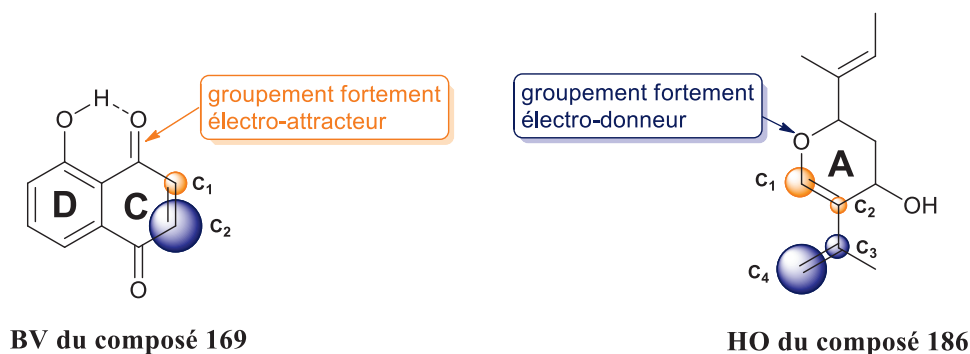 groupement fortement
électro-attracteur
H
O
O
D
C
C1
C2
O
BV du composé 169
groupement fortement
électro-donneur
O
A
C1
C2
OH
C3
C4
HO du composé 186